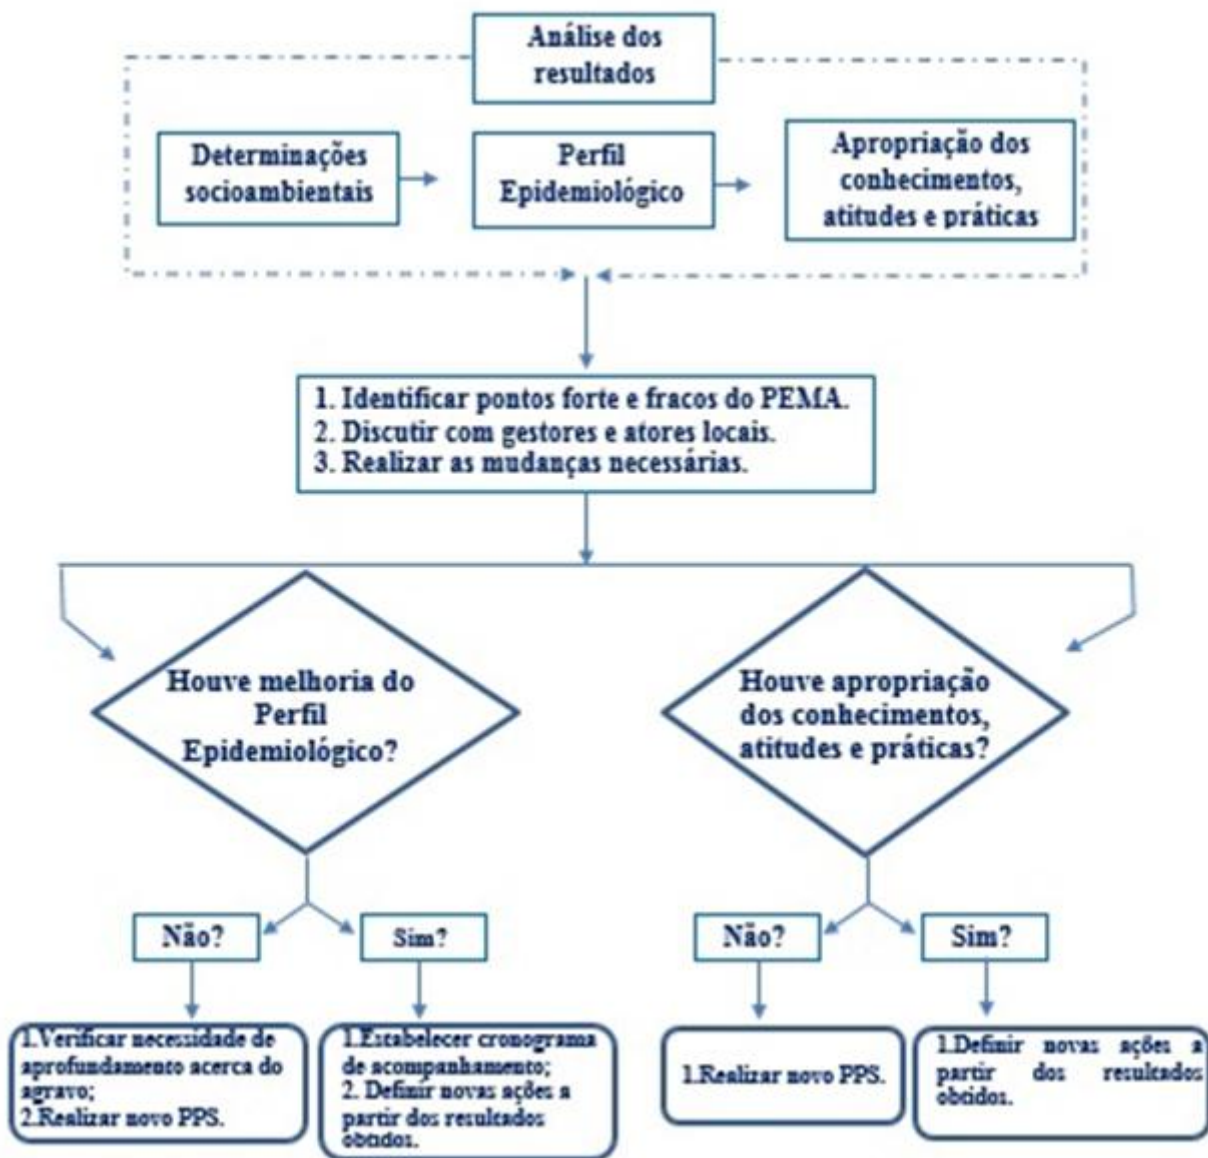 Análise dos
resultados
Determinações
socioambientais
Perfil
Epidemiológico
Apropriação dos
conhecimentos,
atitudes e práticas
1. Identificar pontos forte e fracos do PEMA.
2. Discutir com gestores e atores locais.
3. Realizar as mudanças necessárias.
Houve melhoria do
Perfil
Epidemiológico?
Houve apropriação
dos conhecimentos,
atitudes e práticas?
Não?
Sim?
Não?
Sim?
1.Verificar necessidade de
aprofundamento acerca do
agravo;
2.Realizar novo PPS.
1.Estabelecer cronograma
de acompanhamento;
2. Definir novas ações a
partir dos resultados
obtidos.
1.Realizar novo PPS.
1.Definir novas ações a
partir dos resultados
obtidos.